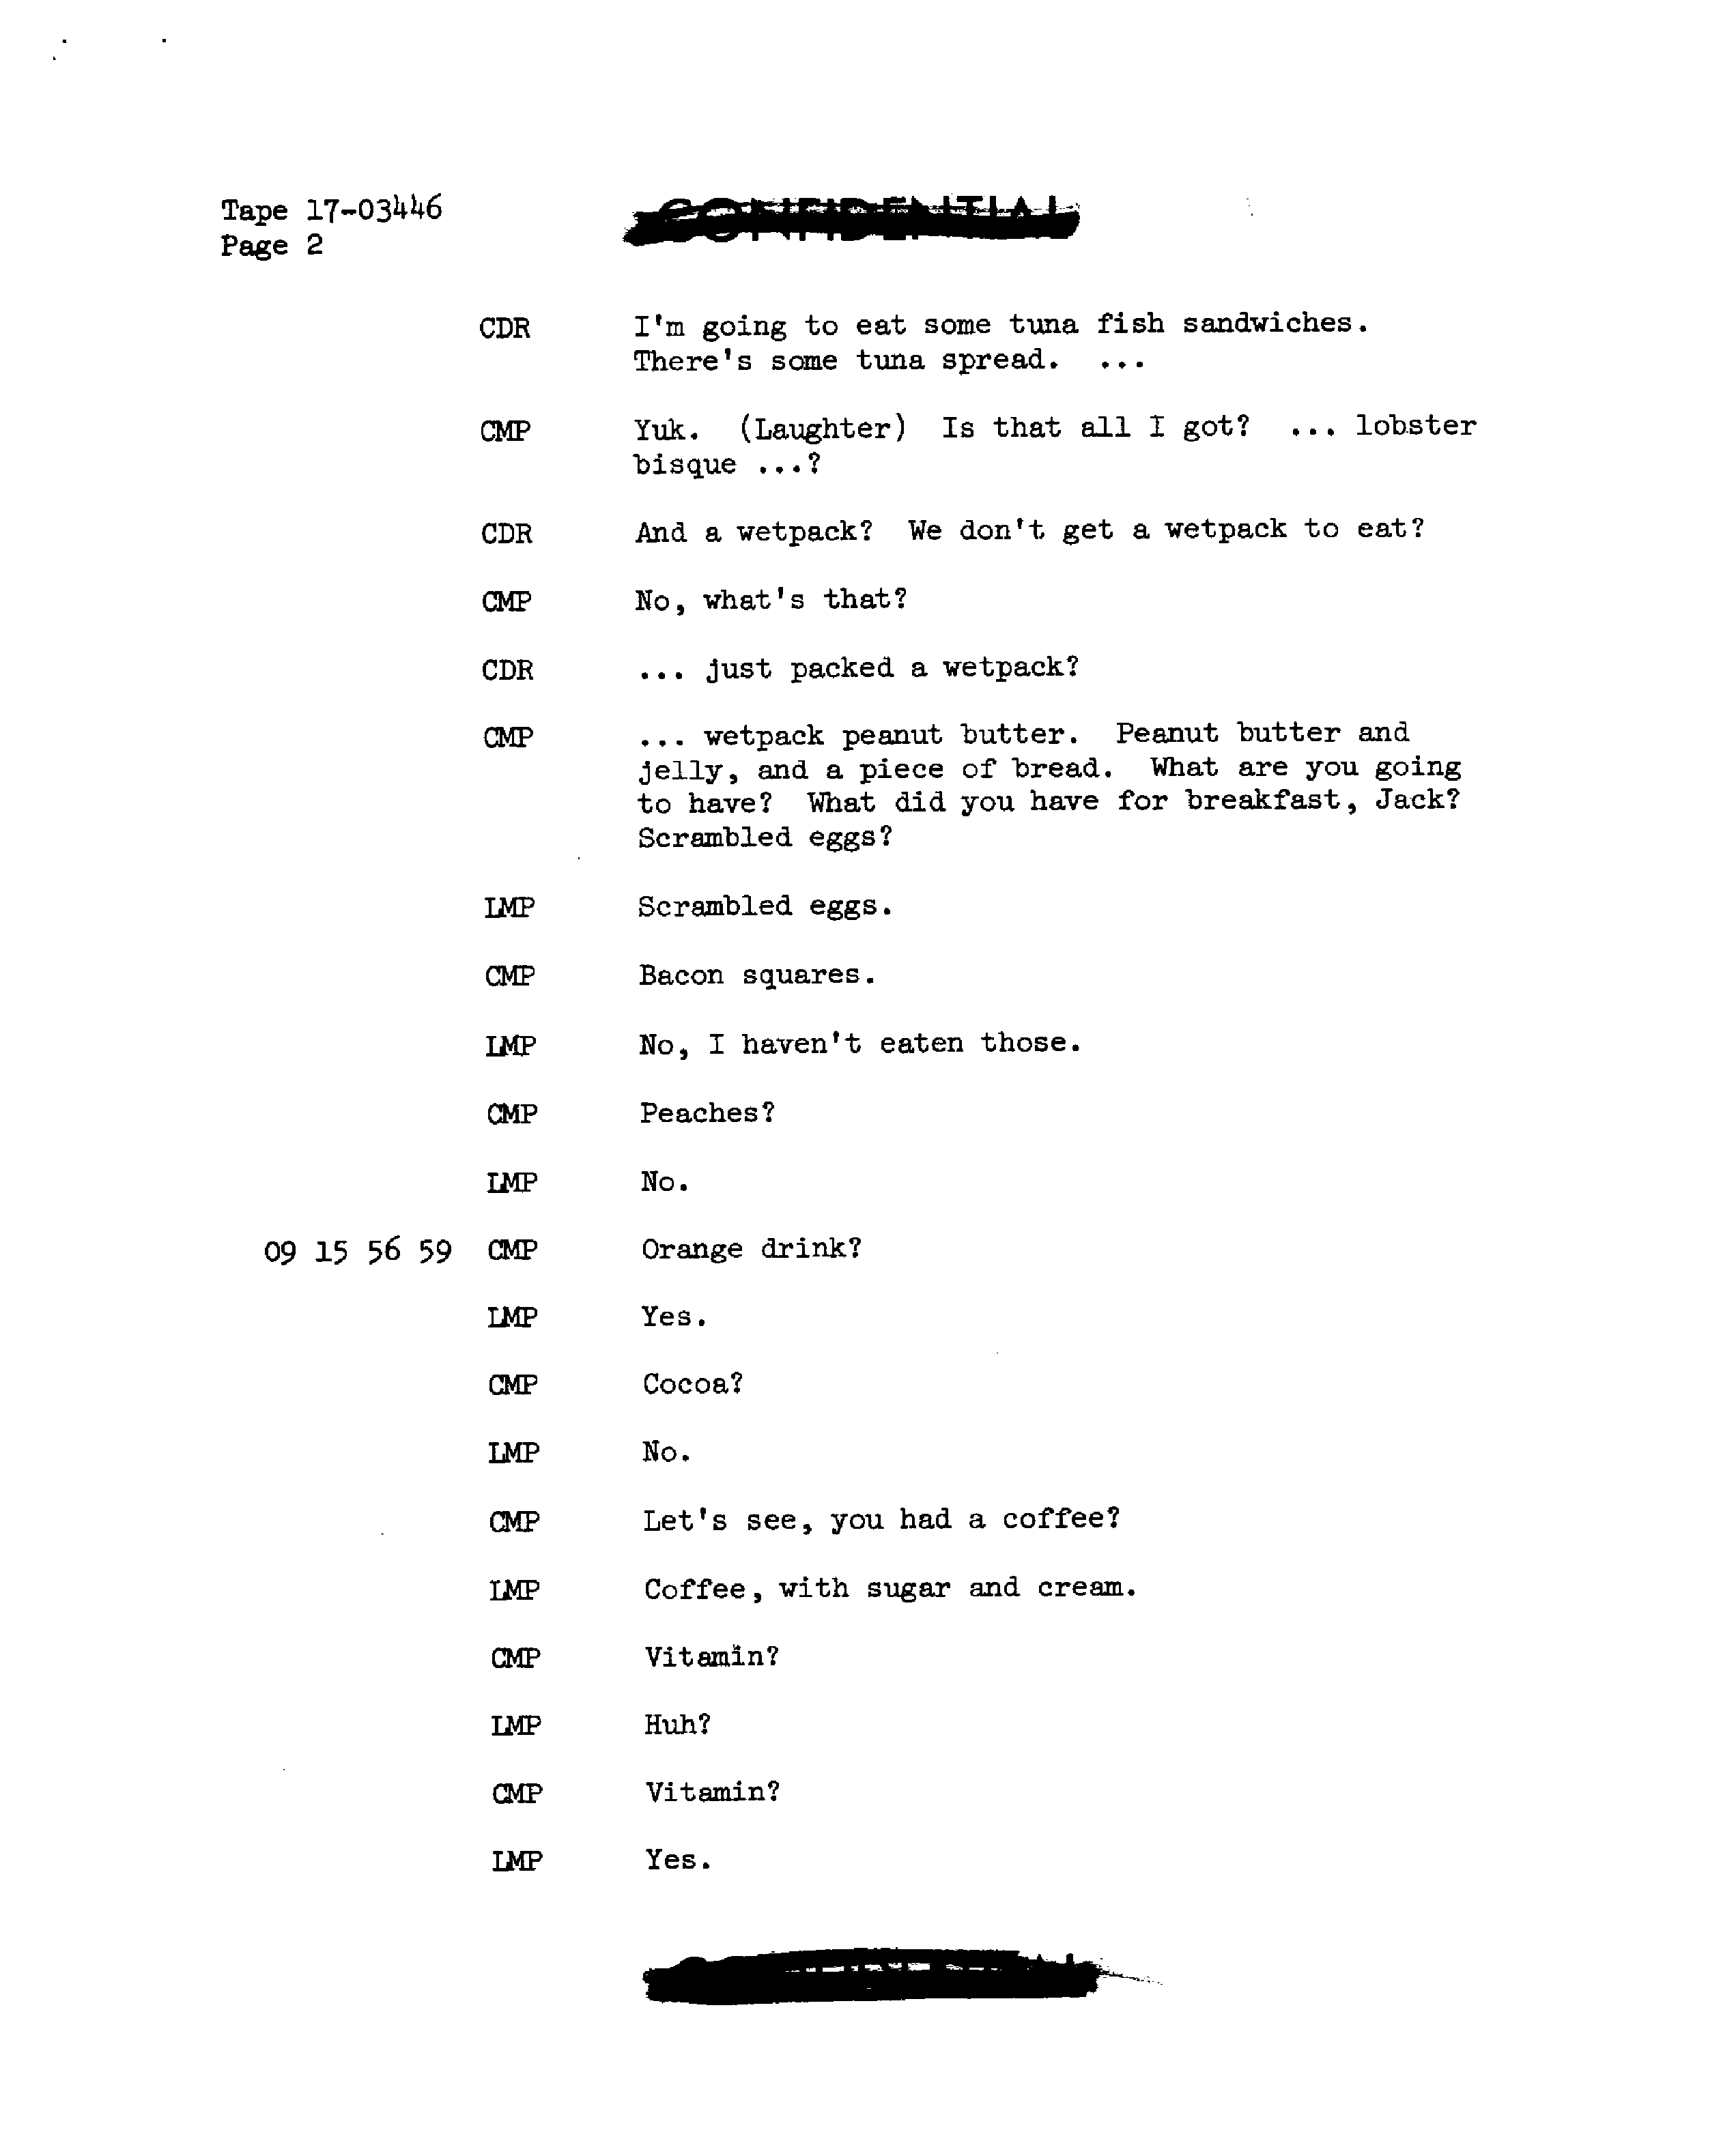 Tape 17-03446
Page 2
CONFIDENTIAL
CDR I'm going to eat some tuna fish sandwiches.
There's some tuna spread. ...
CMP Yuk. (Laughter) Is that all I got? ... lobster
bisque ...?
CDR And a wetpack? We don't get a wetpack to eat?
CMP No, what's that?
CDR ... just packed a wetpack?
CMP ... wetpack peanut butter. Peanut butter and
jelly, and a piece of bread. What are you going
to have? What did you have for breakfast, Jack?
Scrambled eggs?
LMP Scrambled eggs.
CMP Bacon squares.
LMP No, I haven't eaten those.
CMP Peaches?
LMP No.
09 15 56 59 CMP Orange drink?
LMP Yes.
CMP Cocoa?
LMP No.
CMP Let's see, you had a coffee?
LMP Coffee, with sugar and cream.
CMP Vitamin?
LMP Huh?
CMP Vitamin?
LMP Yes.